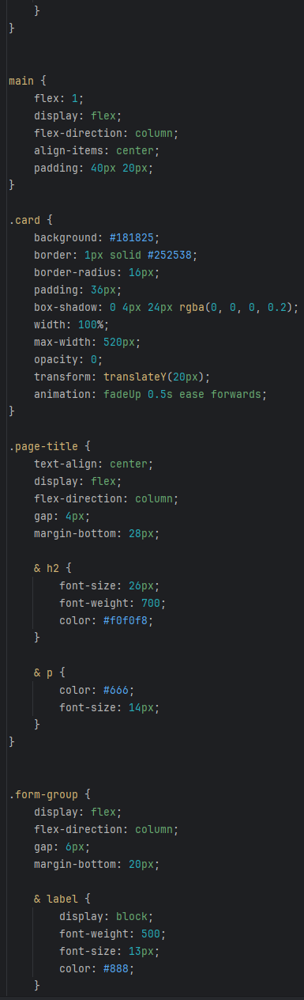 }
}
main {
    flex: 1;
    display: flex;
    flex-direction: column;
    align-items: center;
    padding: 40px 20px;
}
.card {
    background: #181825;
    border: 1px solid #252538;
    border-radius: 16px;
    padding: 36px;
    box-shadow: 0 4px 24px rgba(0, 0, 0, 0.2);
    width: 100%;
    max-width: 520px;
    opacity: 0;
    transform: translateY(20px);
    animation: fadeUp 0.5s ease forwards;
}
.page-title {
    text-align: center;
    display: flex;
    flex-direction: column;
    gap: 4px;
    margin-bottom: 28px;
    & h2 {
        font-size: 26px;
        font-weight: 700;
        color: #f0f0f8;
    }
    & p {
        color: #666;
        font-size: 14px;
    }
}
.form-group {
    display: flex;
    flex-direction: column;
    gap: 6px;
    margin-bottom: 20px;
    & label {
        display: block;
        font-weight: 500;
        font-size: 13px;
        color: #888;
    }